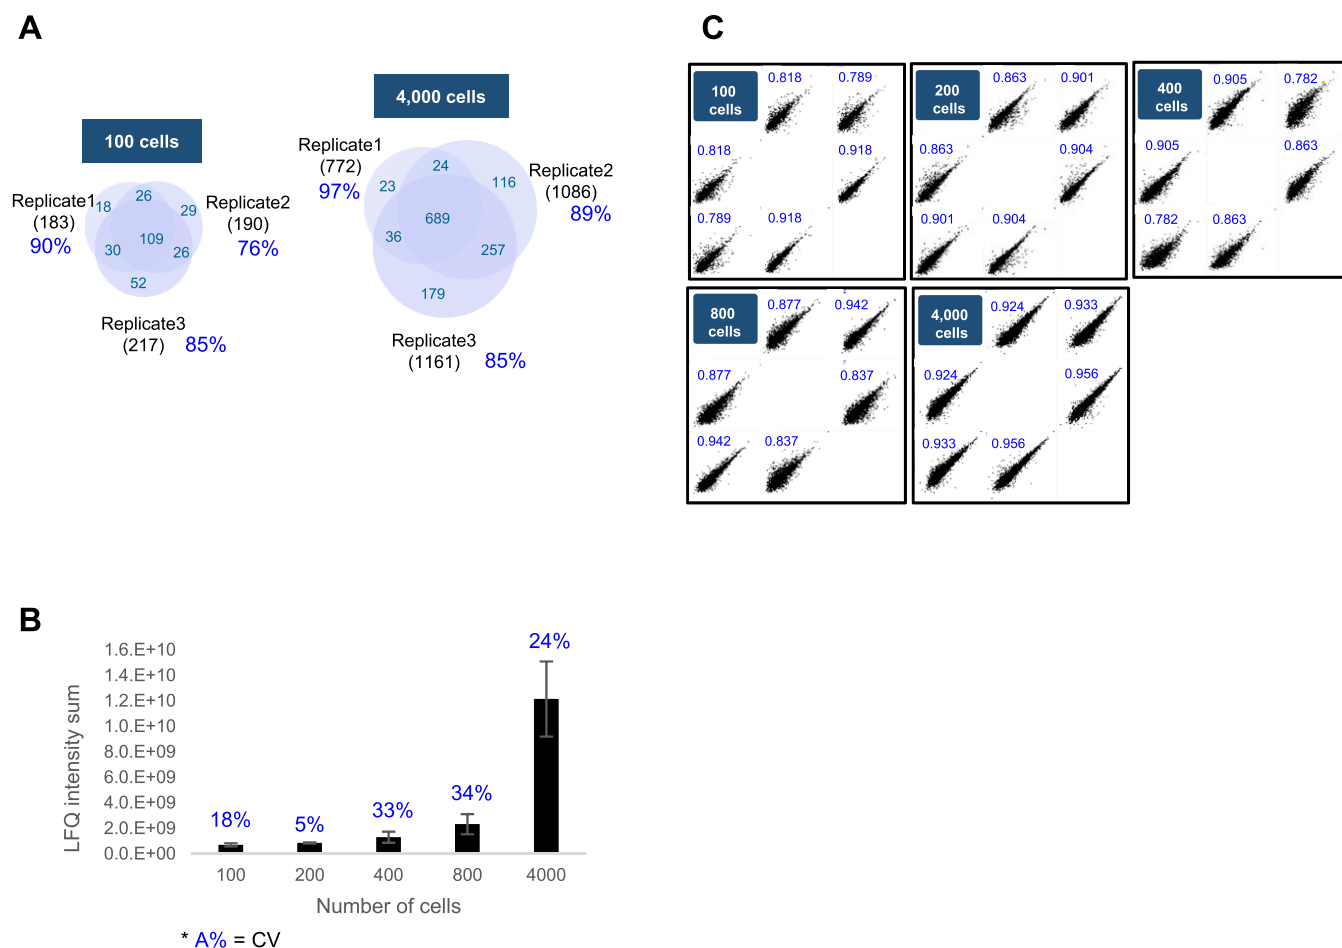 A
100 cells
Replicate1
(183)
90%
18
26
29
Replicate2
(190)
76%
30
109
26
52
Replicate3
(217)
85%
4,000 cells
Replicate1
(772)
97%
23
24
116
Replicate2
(1086)
89%
36
689
257
179
Replicate3
(1161)
85%
B
LFQ intensity sum
1.6.E+10
1.4.E+10
1.2.E+10
1.0.E+10
8.0.E+09
6.0.E+09
4.0.E+09
2.0.E+09
0.0.E+00
18%
5%
33%
34%
24%
100
200
400
800
4000
Number of cells
* A% = CV
C
100
cells
0.818
0.789
0.818
0.918
0.789
0.918
200
cells
0.863
0.901
0.863
0.904
0.901
0.904
400
cells
0.905
0.782
0.905
0.863
0.782
0.863
800
cells
0.877
0.942
0.877
0.837
0.942
0.837
4,000
cells
0.924
0.933
0.924
0.956
0.933
0.956